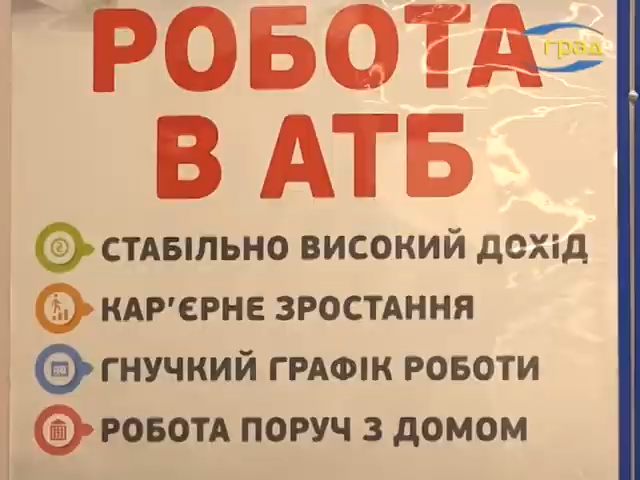 РОБОТА
град
В АТБ
СТАБІЛЬНО ВИСОКИЙ ДОХІД
КАР’ЄРНЕ ЗРОСТАННЯ
ГНУЧКИЙ ГРАФІК РОБОТИ
РОБОТА ПОРУЧ З ДОМОМ